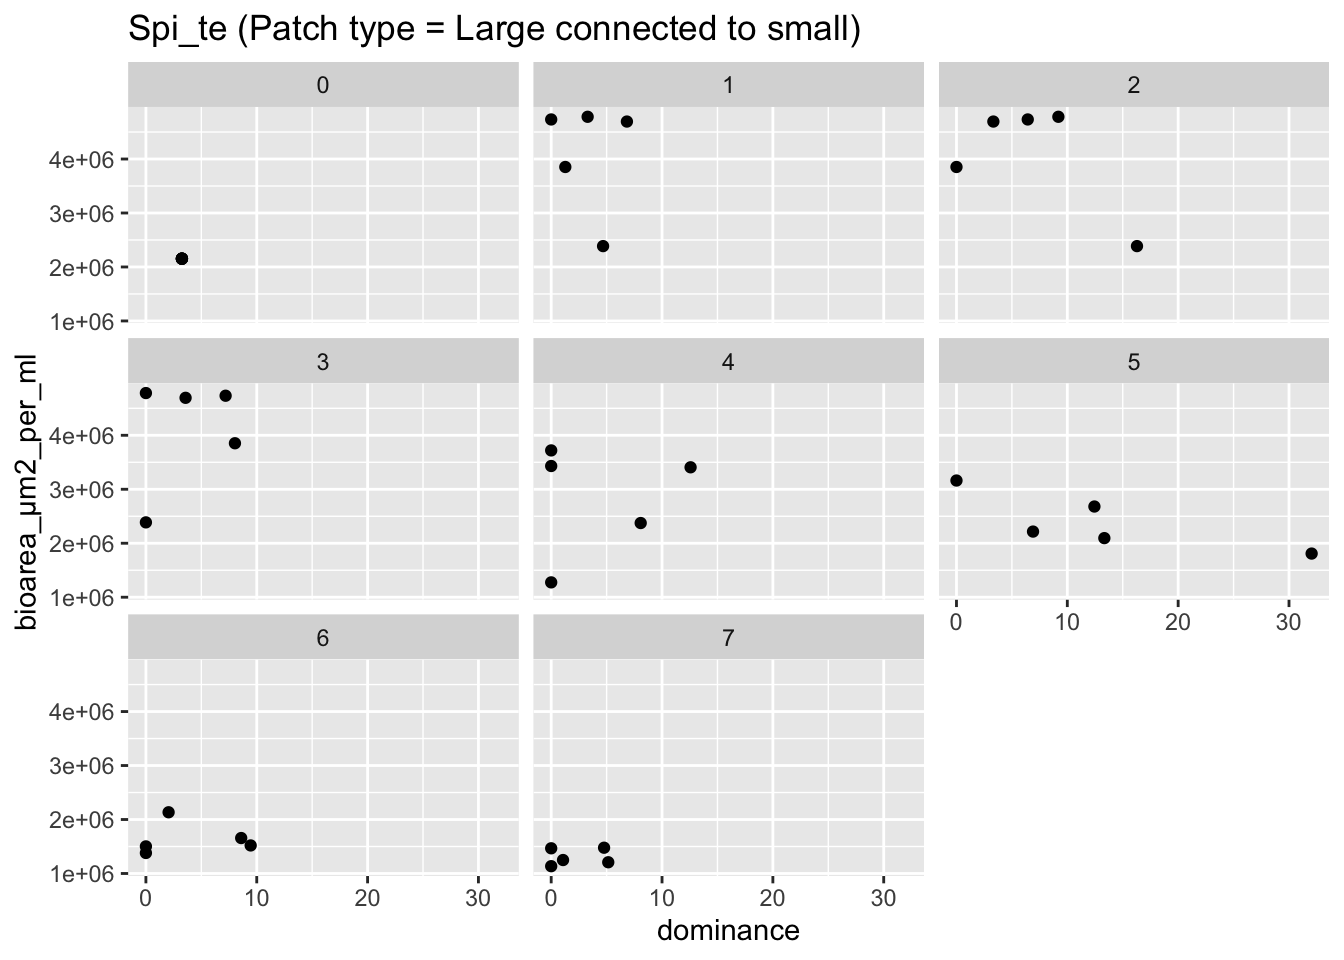 Spi_te (Patch type = Large connected to small)
0 1 2
4e+06
3e+06
2e+06
1e+06
3 4 5
4e+06
3e+06
2e+06
1e+06
0 10 20 30
6 7
4e+06
3e+06
2e+06
1e+06
0 10 20 30 0 10 20 30
dominance
bioarea_µm2_per_ml